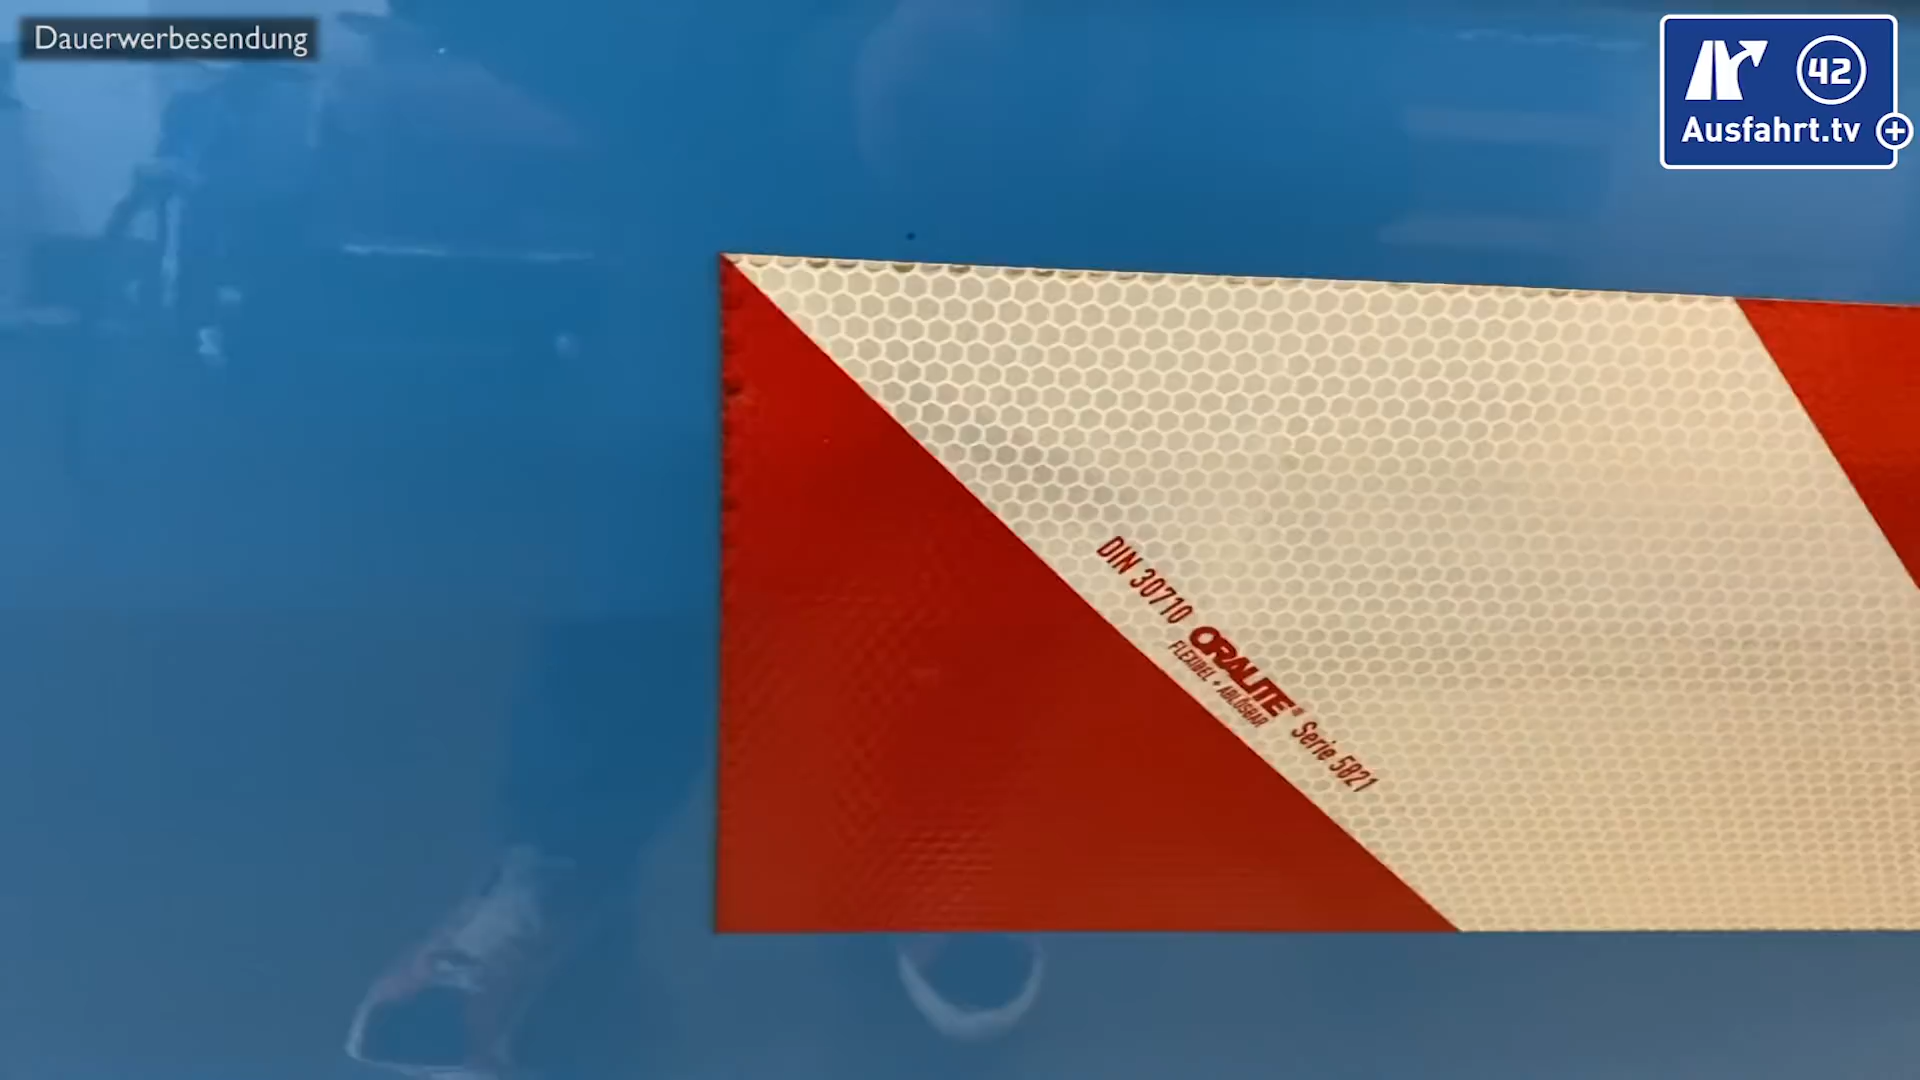 Dauerwerbesendung
42
Ausfahrt.tv +
DIN 30710 ORALITE® Serie 5821
FLEXIBEL + ABLÖSBAR